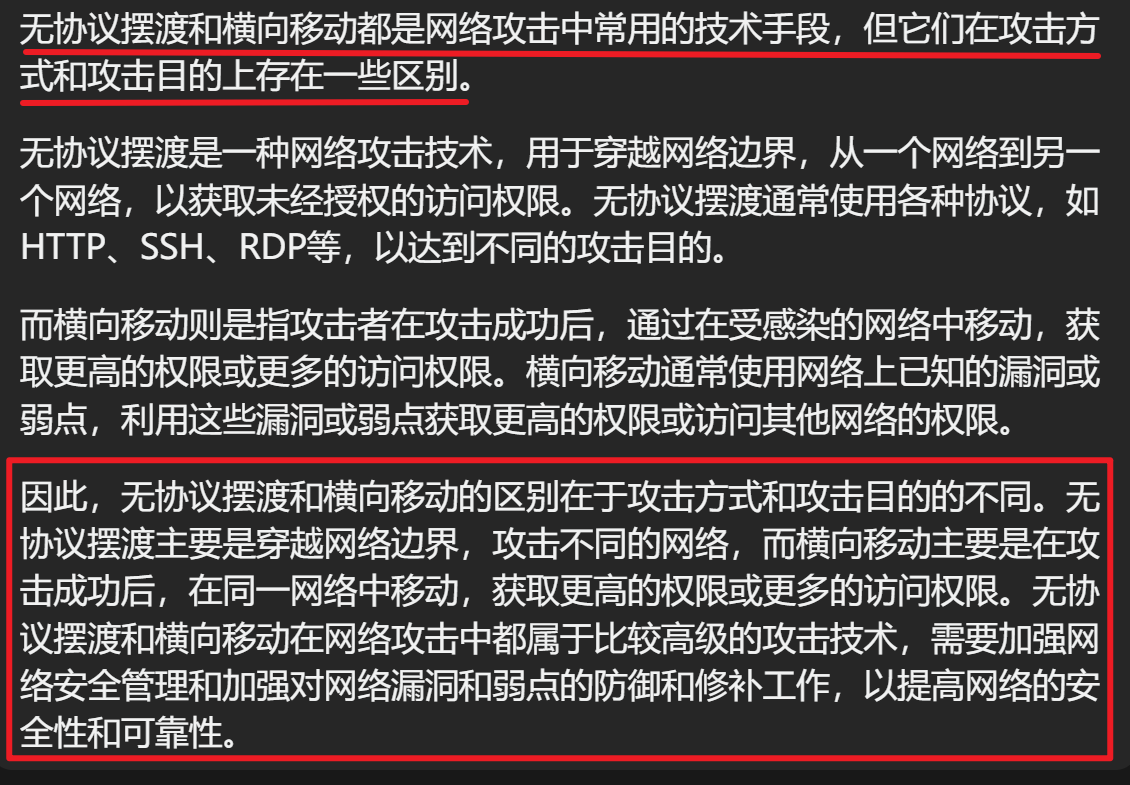 无协议摆渡和横向移动都是网络攻击中常用的技术手段，但它们在攻击方
式和攻击目的上存在一些区别。
无协议摆渡是一种网络攻击技术，用于穿越网络边界，从一个网络到另一
个网络，以获取未经授权的访问权限。无协议摆渡通常使用各种协议，如
HTTP、SSH、RDP等，以达到不同的攻击目的。
而横向移动则是指攻击者在攻击成功后，通过在受感染的网络中移动，获
取更高的权限或更多的访问权限。横向移动通常使用网络上已知的漏洞或
弱点，利用这些漏洞或弱点获取更高的权限或访问其他网络的权限。
因此，无协议摆渡和横向移动的区别在于攻击方式和攻击目的的不同。无
协议摆渡主要是穿越网络边界，攻击不同的网络，而横向移动主要是在攻
击成功后，在同一网络中移动，获取更高的权限或更多的访问权限。无协
议摆渡和横向移动在网络攻击中都属于比较高级的攻击技术，需要加强网
络安全管理和加强对网络漏洞和弱点的防御和修补工作，以提高网络的安
全性和可靠性。